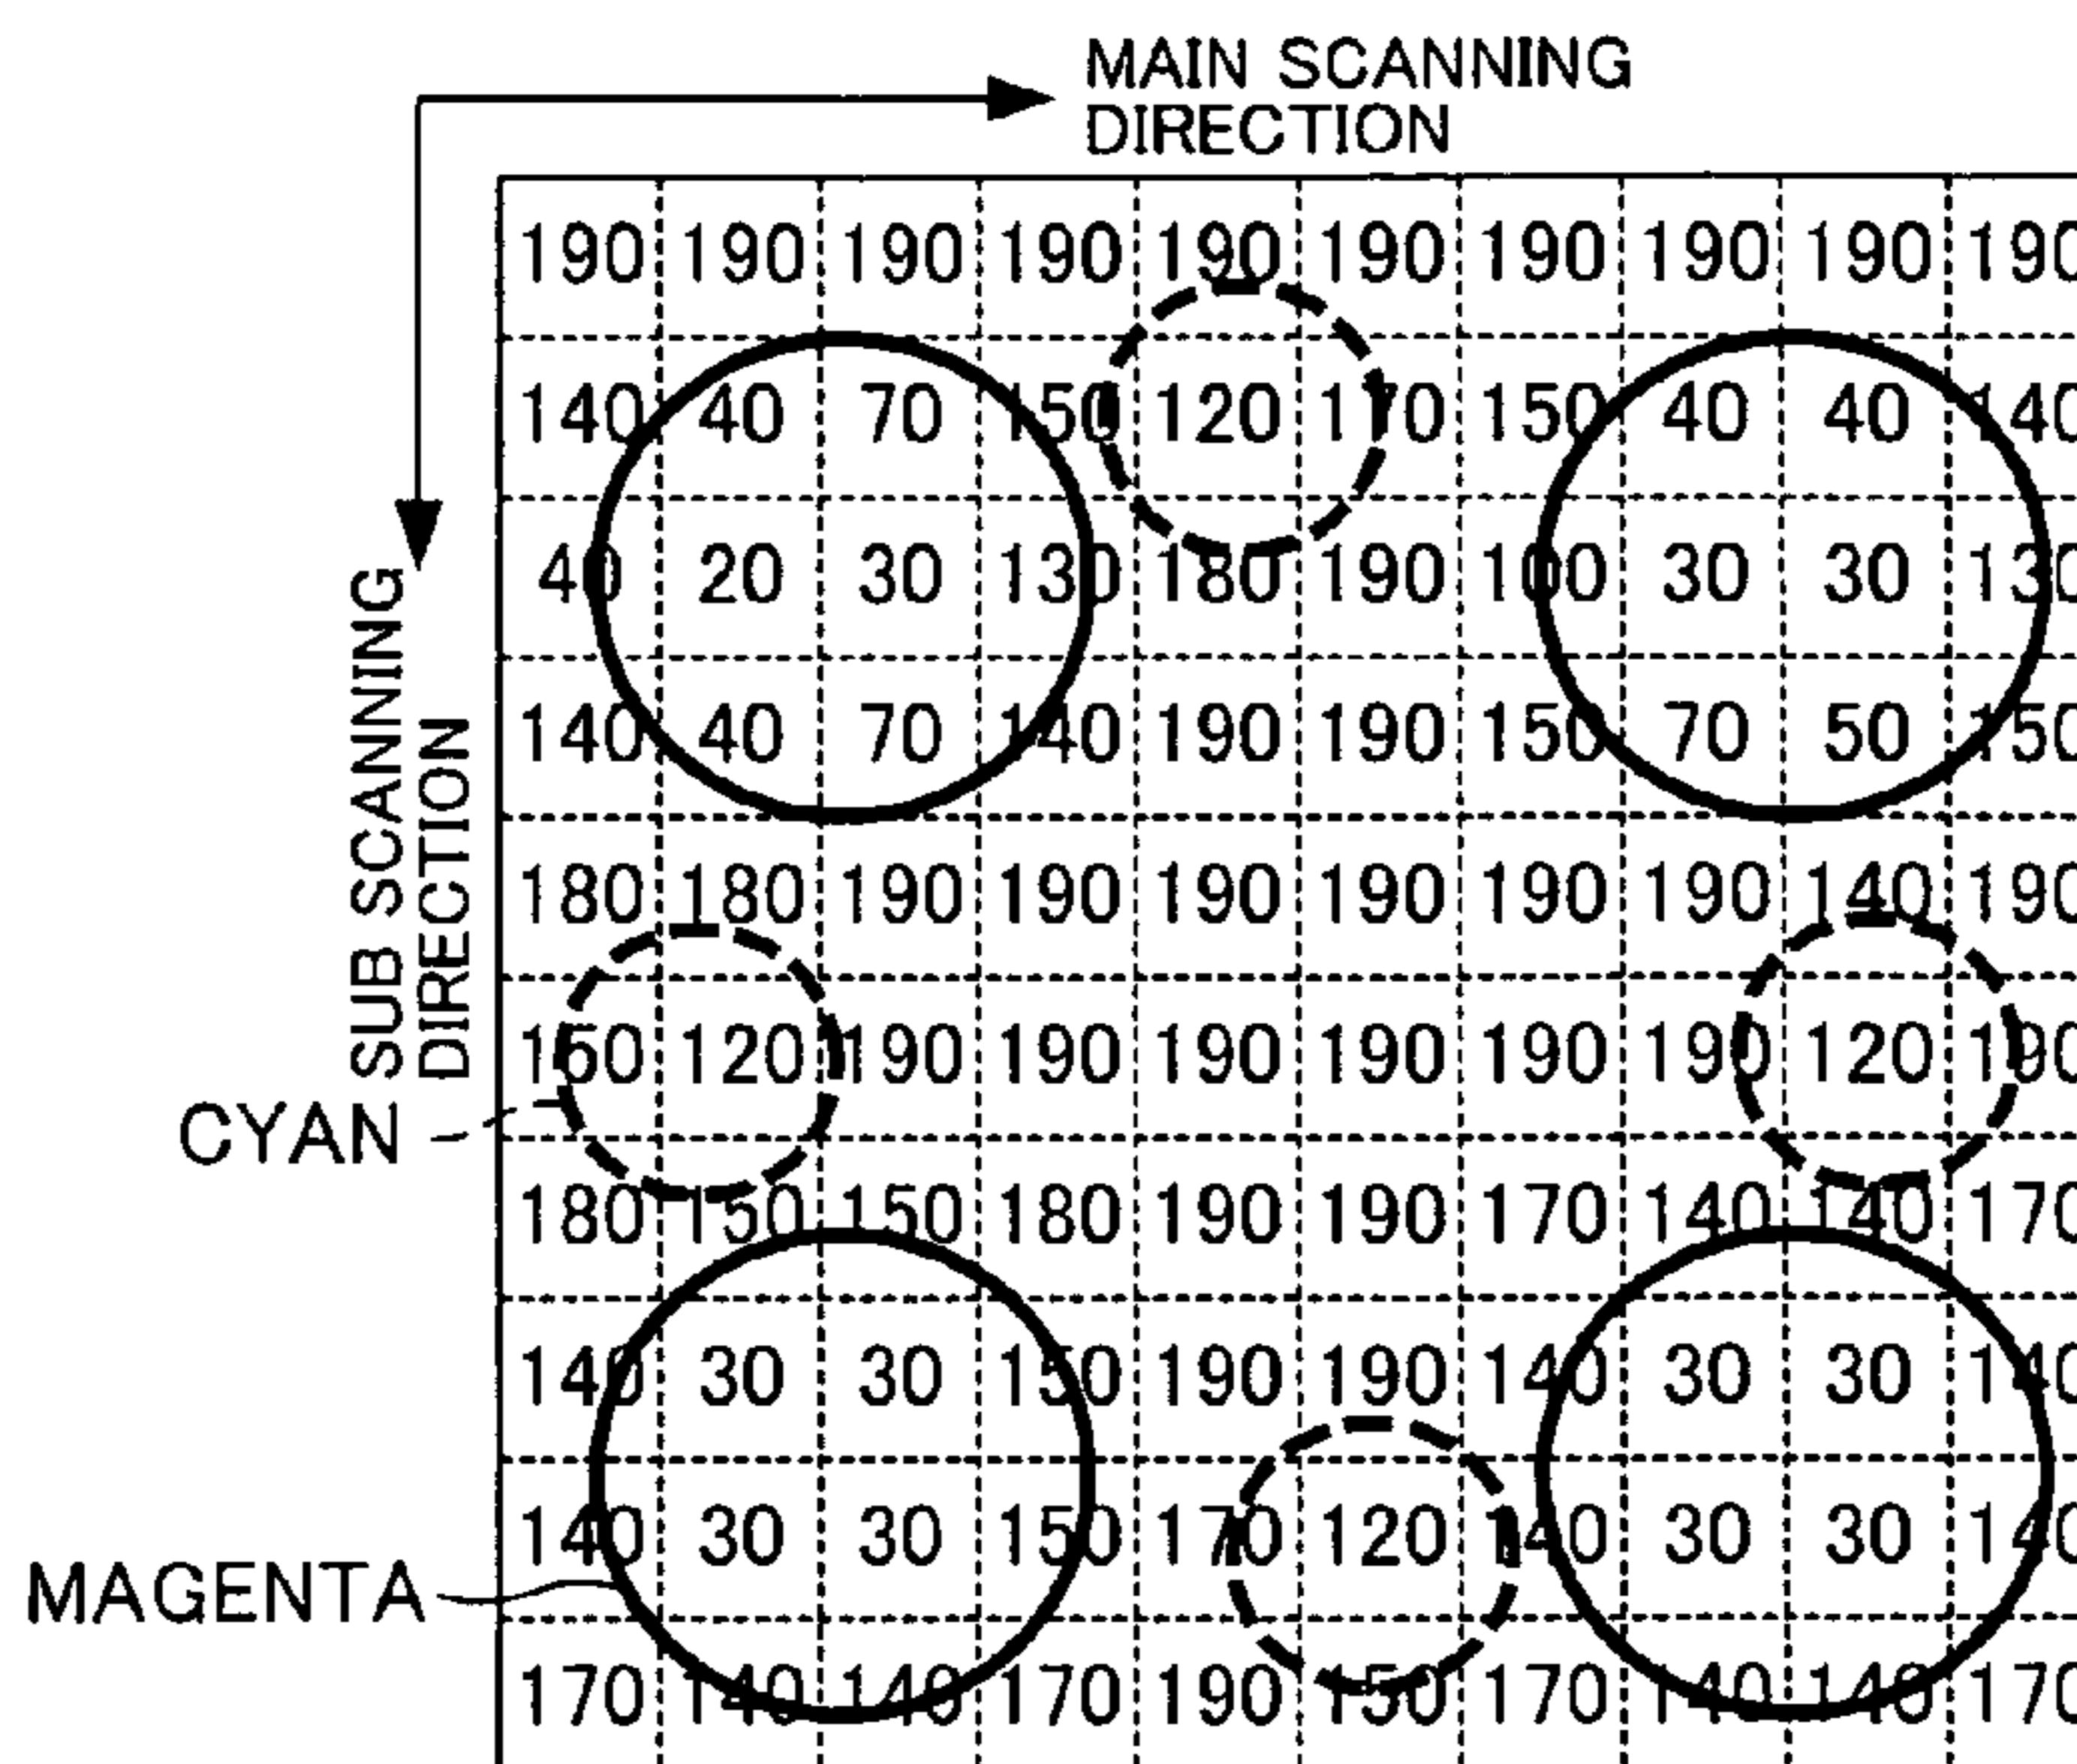 MAIN SCANNING
DIRECTION
SUB SCANNING
DIRECTION
190 190 190 190 190 190 190 190 190 190
140 40 70 150 120 170 150 40 40 140
40 20 30 130 180 190 100 30 30 130
140 40 70 140 190 190 150 70 50 150
180 180 190 190 190 190 190 190 140 190
160 120 190 190 190 190 190 190 120 190
CYAN
180 150 150 180 190 190 170 140 140 170
140 30 30 150 190 190 140 30 30 140
140 30 30 150 170 120 140 30 30 140
MAGENTA
170 140 140 170 190 150 170 140 140 170